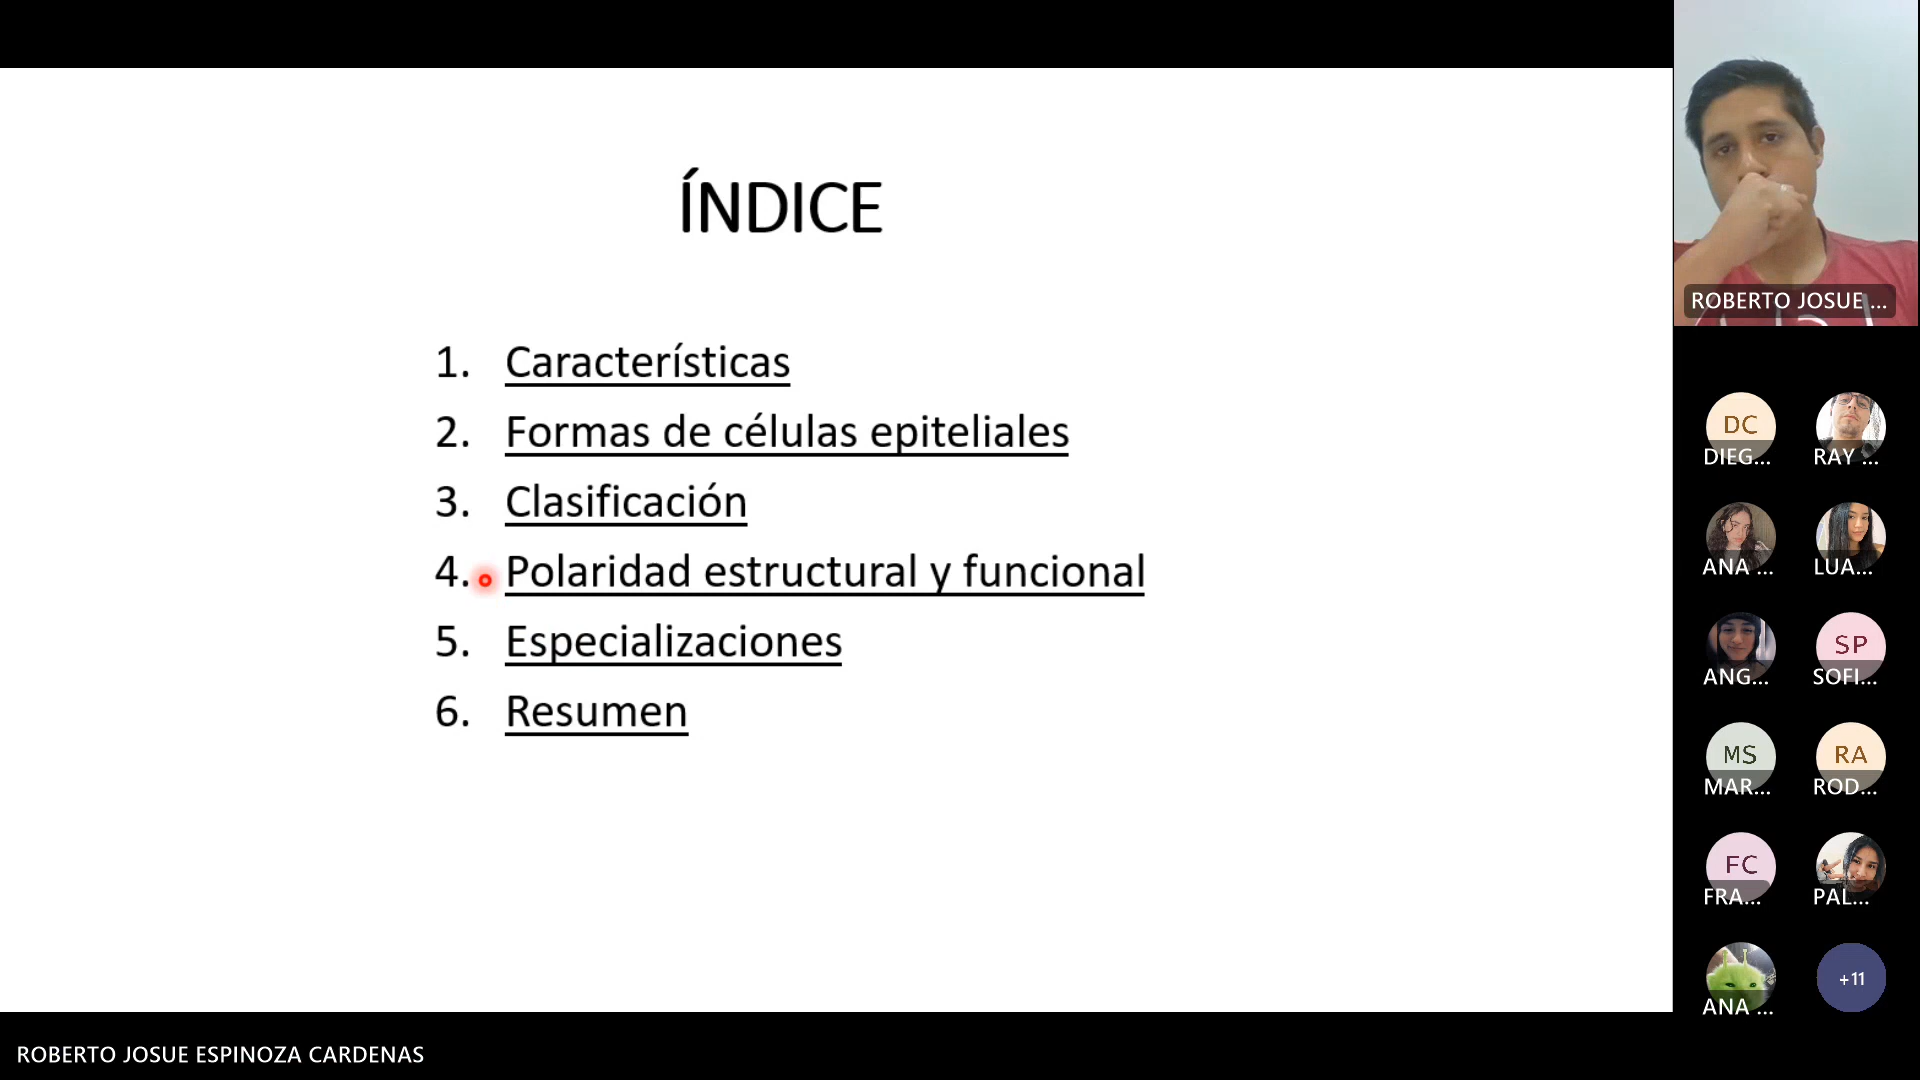 ÍNDICE
1. Características
2. Formas de células epiteliales
3. Clasificación
4. Polaridad estructural y funcional
5. Especializaciones
6. Resumen
ROBERTO JOSUE ...
DC
DIEG...
RAY ...
ANA ...
LUA...
ANG...
SP
SOFI...
MS
MAR...
RA
ROD...
FC
FRA...
PAL...
ANA ...
+11
ROBERTO JOSUE ESPINOZA CARDENAS